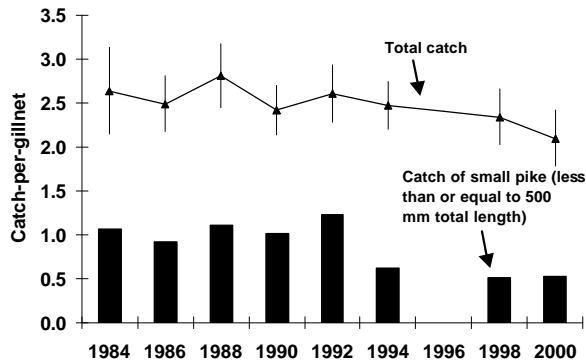 3.5
3.0
2.5
2.0
1.5
1.0
0.5
0.0
Catch-per-gillnet
Total catch
Catch of small pike (less
than or equal to 500
mm total length)
1984 1986 1988 1990 1992 1994 1996 1998 2000